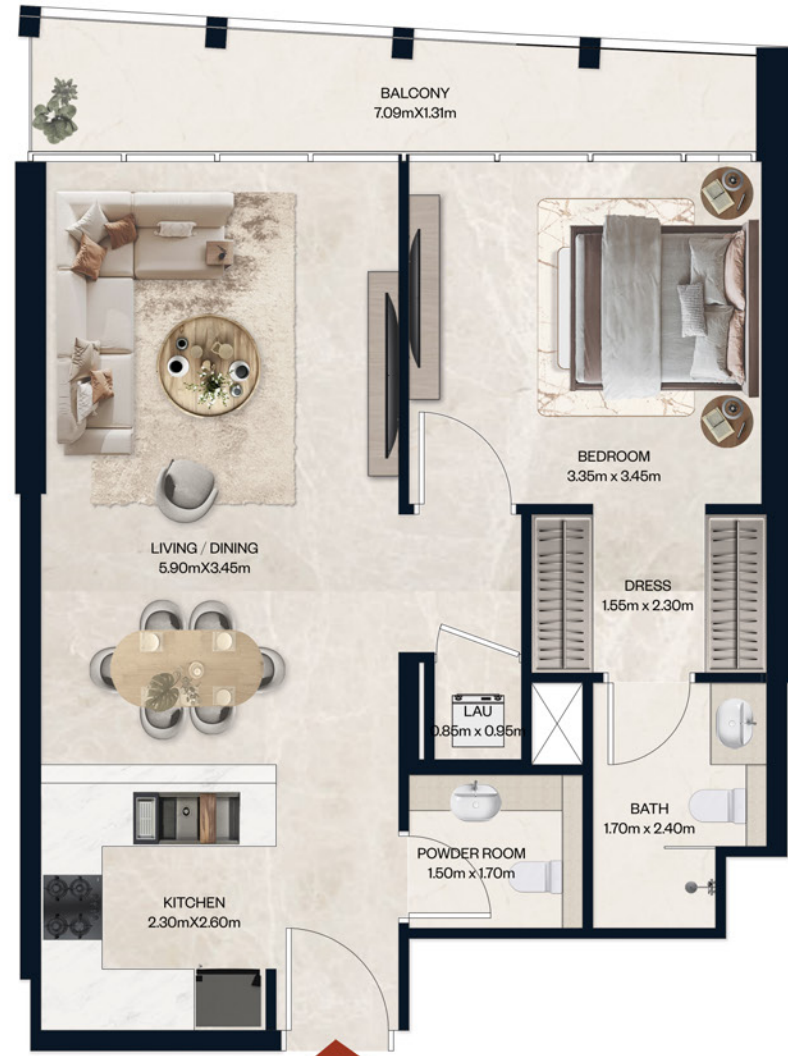 BALCONY
7.09mX1.31m
BEDROOM
3.35m x 3.45m
LIVING / DINING
5.90mX3.45m
DRESS
1.55m x 2.30m
LAU
0.85m x 0.95m
BATH
1.70m x 2.40m
POWDER ROOM
1.50m x 1.70m
KITCHEN
2.30mX2.60m